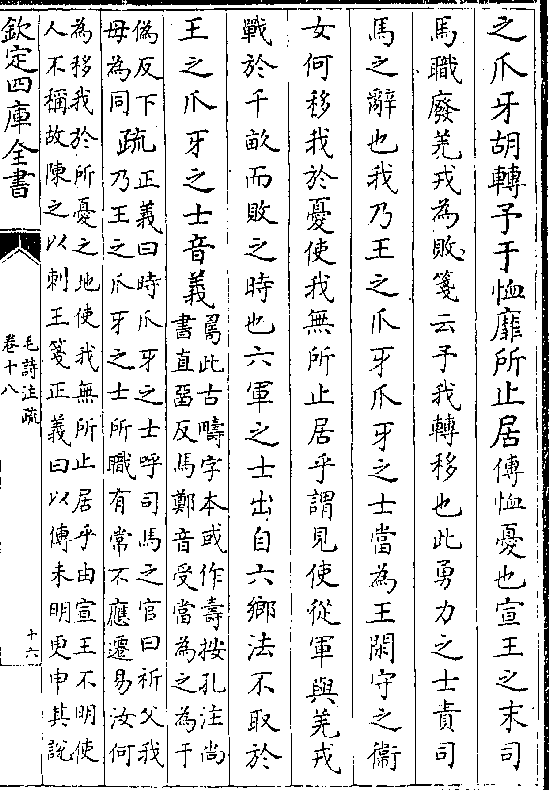 之爪牙胡轉予于恤靡所止居傳恤憂也宣王之末司
馬職廢羌戎為敗箋云予我轉移也此勇力之士責司
馬之辭也我乃王之爪牙爪牙之士當為王閑守之衛
女何移我於憂使我無所止居乎謂見使從軍與羌戎
戰於千畝而敗之時也六軍之士出自六鄉法不取於
王之爪牙之士音義
此古疇字本或作壽按孔注尚
書直留反馬鄭音受當為之為于
偽反下
母為同
疏
正義曰時爪牙之士呼司馬之官曰祈父我
乃王之爪牙之士所職有常不應遷易汝何
為移我於所憂之地使我無所止居乎由宣王不明使
人不稱故陳之以刺王箋正義曰以傳未明更申其說
欽定四庫全書
毛詩注疏
卷十八
十六